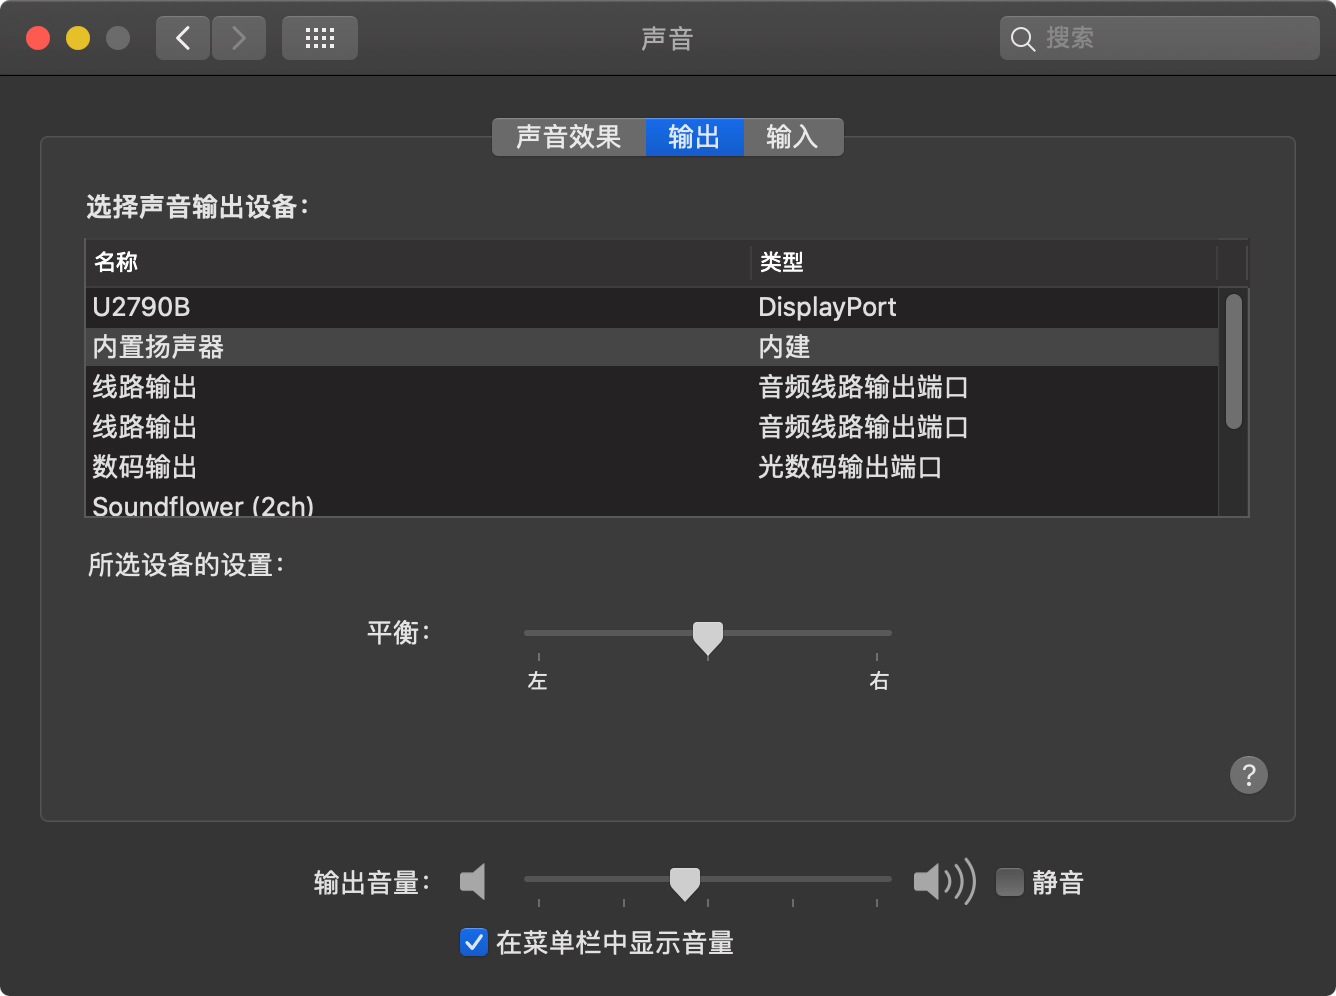 声音
搜索
声音效果 输出 输入
选择声音输出设备：
名称 类型
U2790B DisplayPort
内置扬声器 内建
线路输出 音频线路输出端口
线路输出 音频线路输出端口
数码输出 光数码输出端口
Soundflower (2ch)
所选设备的设置：
平衡：
左 右
?
输出音量： 静音
在菜单栏中显示音量